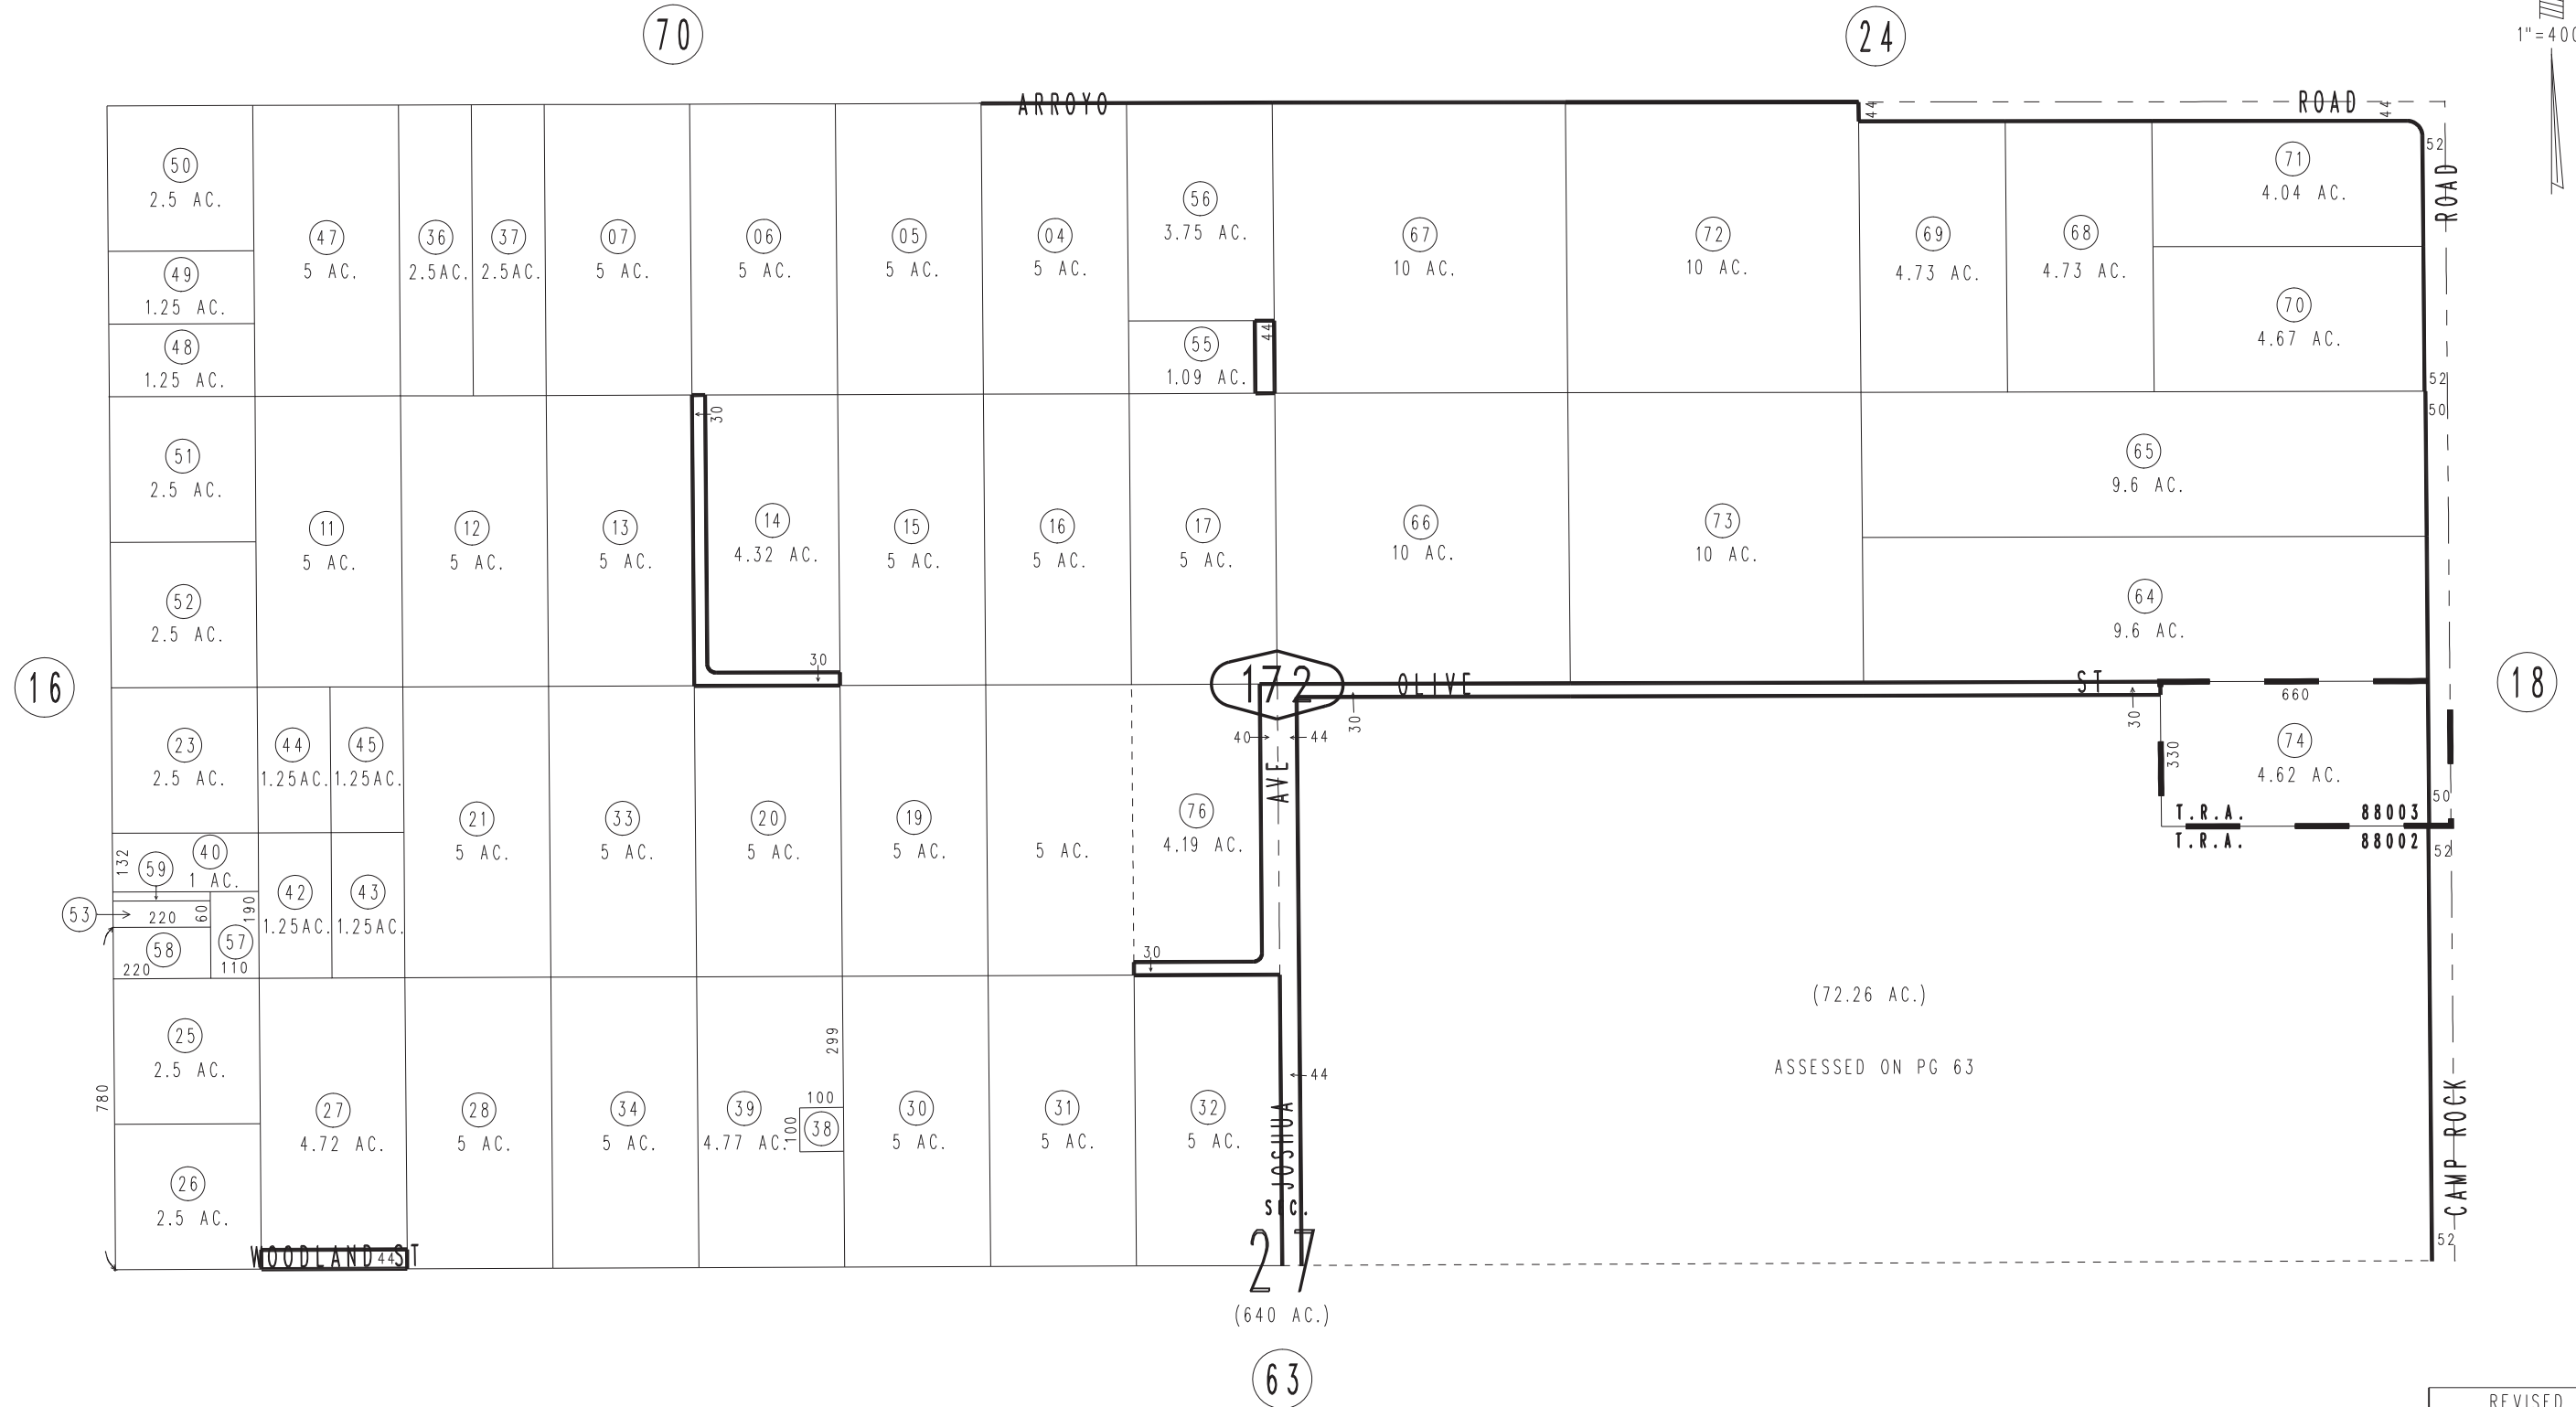 70
24
1"=400
ARROYO
ROAD
44
44
52
ROAD
50
2.5 AC.
49
1.25 AC.
48
1.25 AC.
47
5 AC.
36
2.5AC.
37
2.5AC.
07
5 AC.
06
5 AC.
05
5 AC.
04
5 AC.
56
3.75 AC.
55
1.09 AC.
44
67
10 AC.
72
10 AC.
69
4.73 AC.
68
4.73 AC.
71
4.04 AC.
70
4.67 AC.
52
50
51
2.5 AC.
52
2.5 AC.
11
5 AC.
12
5 AC.
13
5 AC.
30
14
4.32 AC.
30
15
5 AC.
16
5 AC.
17
5 AC.
66
10 AC.
73
10 AC.
65
9.6 AC.
64
9.6 AC.
16
172
OLIVE
ST
660
18
23
2.5 AC.
44
1.25AC.
45
1.25AC.
21
5 AC.
33
5 AC.
20
5 AC.
19
5 AC.
5 AC.
76
4.19 AC.
40
44
AVE
30
30
330
74
4.62 AC.
50
T.R.A. 88003
T.R.A. 88002
52
132
59
40
1 AC.
53
220
60
190
58
220
57
110
42
1.25AC.
43
1.25AC.
30
(72.26 AC.)
ASSESSED ON PG 63
780
25
2.5 AC.
26
2.5 AC.
27
4.72 AC.
28
5 AC.
34
5 AC.
39
4.77 AC.
299
100
100
38
30
5 AC.
31
5 AC.
32
5 AC.
44
JOSHUA
CAMP ROCK
52
WOODLAND ST
44
SEC.
27
(640 AC.)
63
REVISED